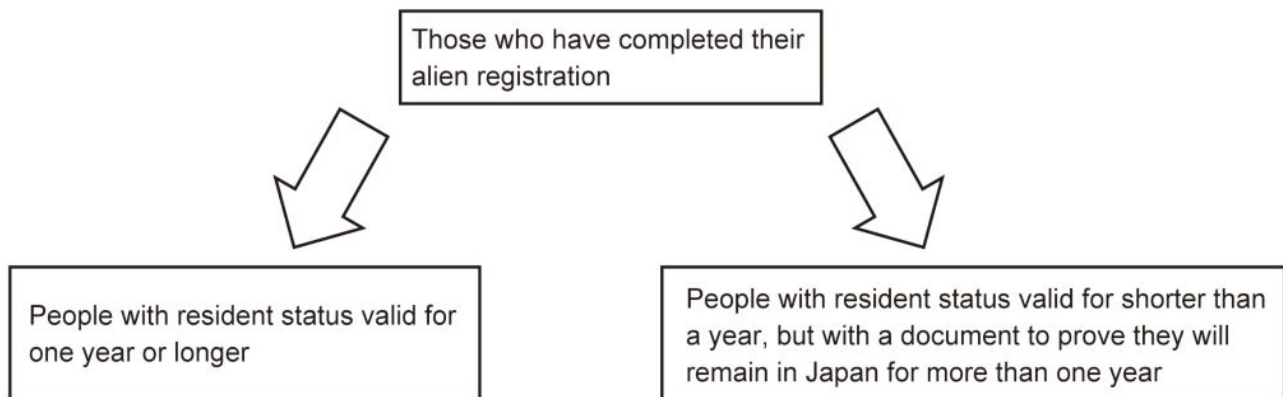 Those who have completed their
alien registration
People with resident status valid for
one year or longer
People with resident status valid for shorter than
a year, but with a document to prove they will
remain in Japan for more than one year